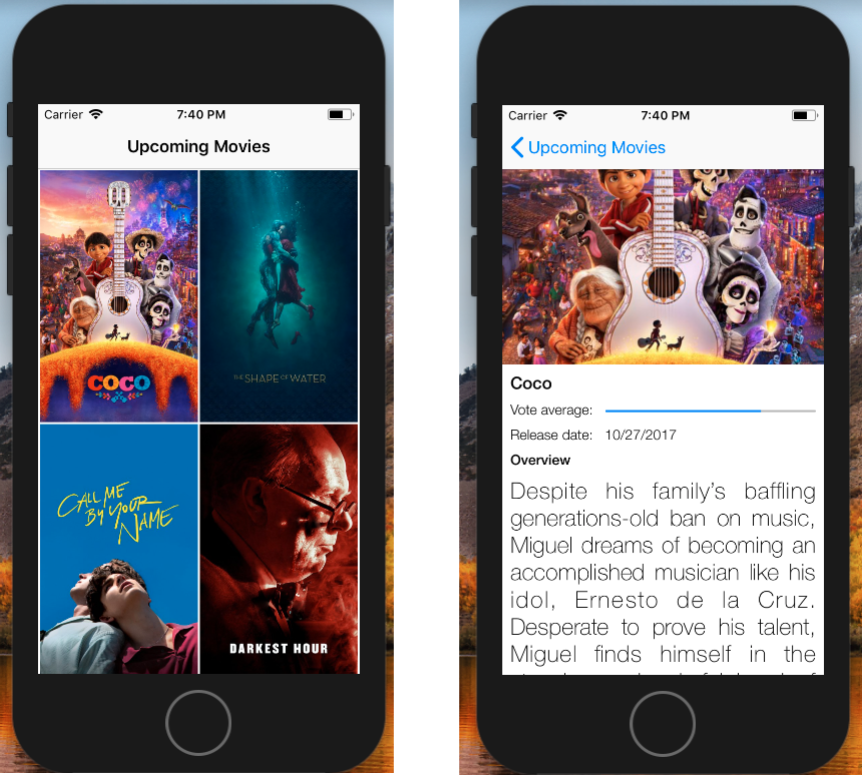 Carrier 7:40 PM
Upcoming Movies
COCO
THE SHAPE OF WATER
CALL ME
BY YOUR
NAME
DARKEST HOUR
Carrier 7:40 PM
Upcoming Movies
Coco
Vote average:
Release date: 10/27/2017
Overview
Despite his family's baffling
generations-old ban on music,
Miguel dreams of becoming an
accomplished musician like his
idol, Ernesto de la Cruz.
Desperate to prove his talent,
Miguel finds himself in the